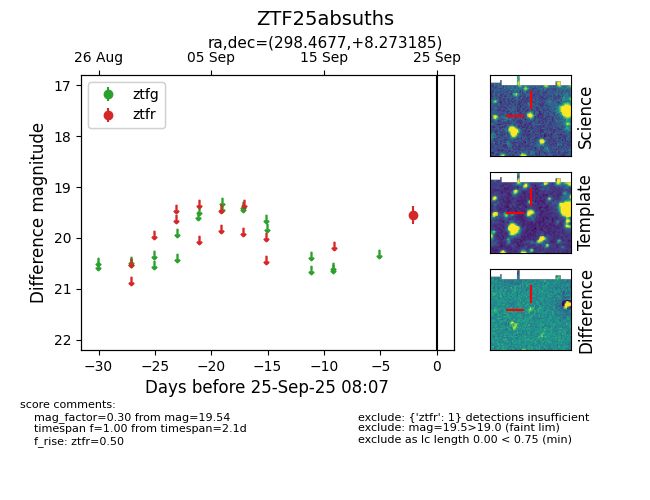 ZTF25absuths
ra,dec=(298.4677,+8.273185)
26 Aug
05 Sep
15 Sep
25 Sep
17
18
19
20
21
22
Difference magnitude
ztfg
ztfr
−30
−25
−20
−15
−10
−5
0
Days before 25-Sep-25 08:07
Science
Template
Difference
score comments:
mag_factor=0.30 from mag=19.54
timespan f=1.00 from timespan=2.1d
f_rise: ztfr=0.50
exclude: {'ztfr': 1} detections insufficient
exclude: mag=19.5>19.0 (faint lim)
exclude as lc length 0.00 < 0.75 (min)